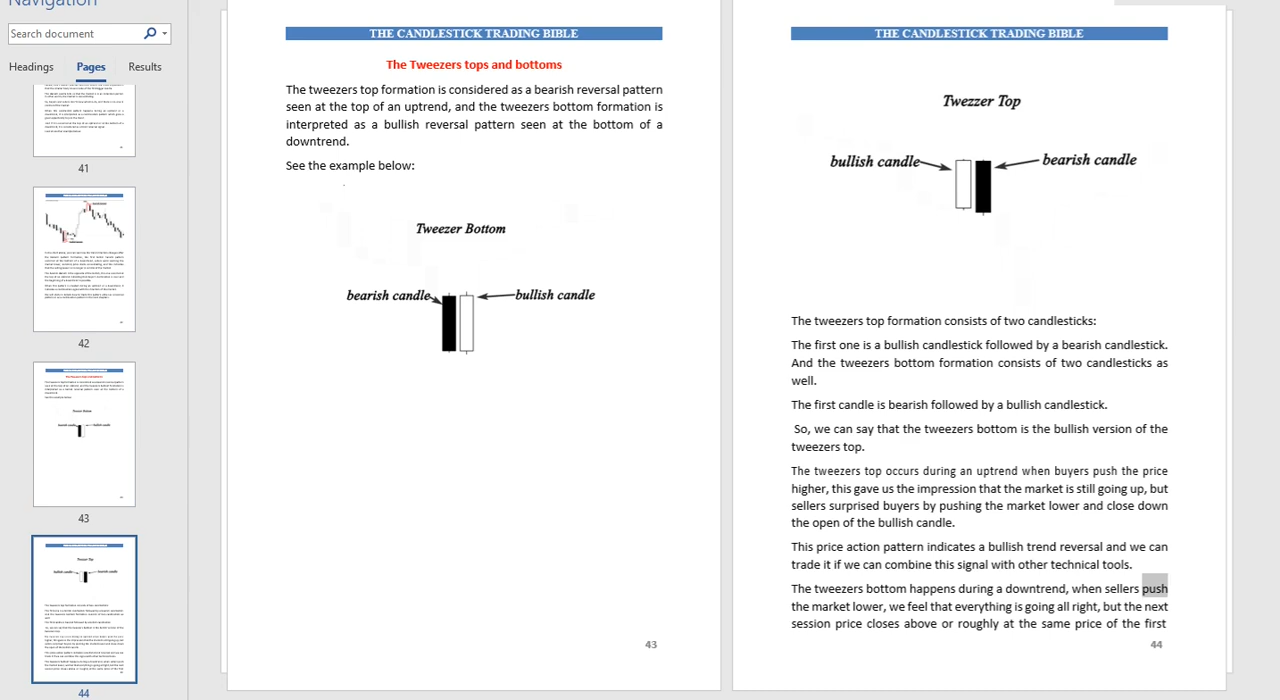 Navigation
Search document
Headings
Pages
Results
41
42
43
44
THE CANDLESTICK TRADING BIBLE
The Tweezers tops and bottoms
The tweezers top formation is considered as a bearish reversal pattern
seen at the top of an uptrend, and the tweezers bottom formation is
interpreted as a bullish reversal pattern seen at the bottom of a
downtrend.
See the example below:
Tweezer Bottom
bearish candle
bullish candle
43
THE CANDLESTICK TRADING BIBLE
Twezzer Top
bullish candle
bearish candle
The tweezers top formation consists of two candlesticks:
The first one is a bullish candlestick followed by a bearish candlestick.
And the tweezers bottom formation consists of two candlesticks as
well.
The first candle is bearish followed by a bullish candlestick.
So, we can say that the tweezers bottom is the bullish version of the
tweezers top.
The tweezers top occurs during an uptrend when buyers push the price
higher, this gave us the impression that the market is still going up, but
sellers surprised buyers by pushing the market lower and close down
the open of the bullish candle.
This price action pattern indicates a bullish trend reversal and we can
trade it if we can combine this signal with other technical tools.
The tweezers bottom happens during a downtrend, when sellers push
the market lower, we feel that everything is going all right, but the next
session price closes above or roughly at the same price of the first
44